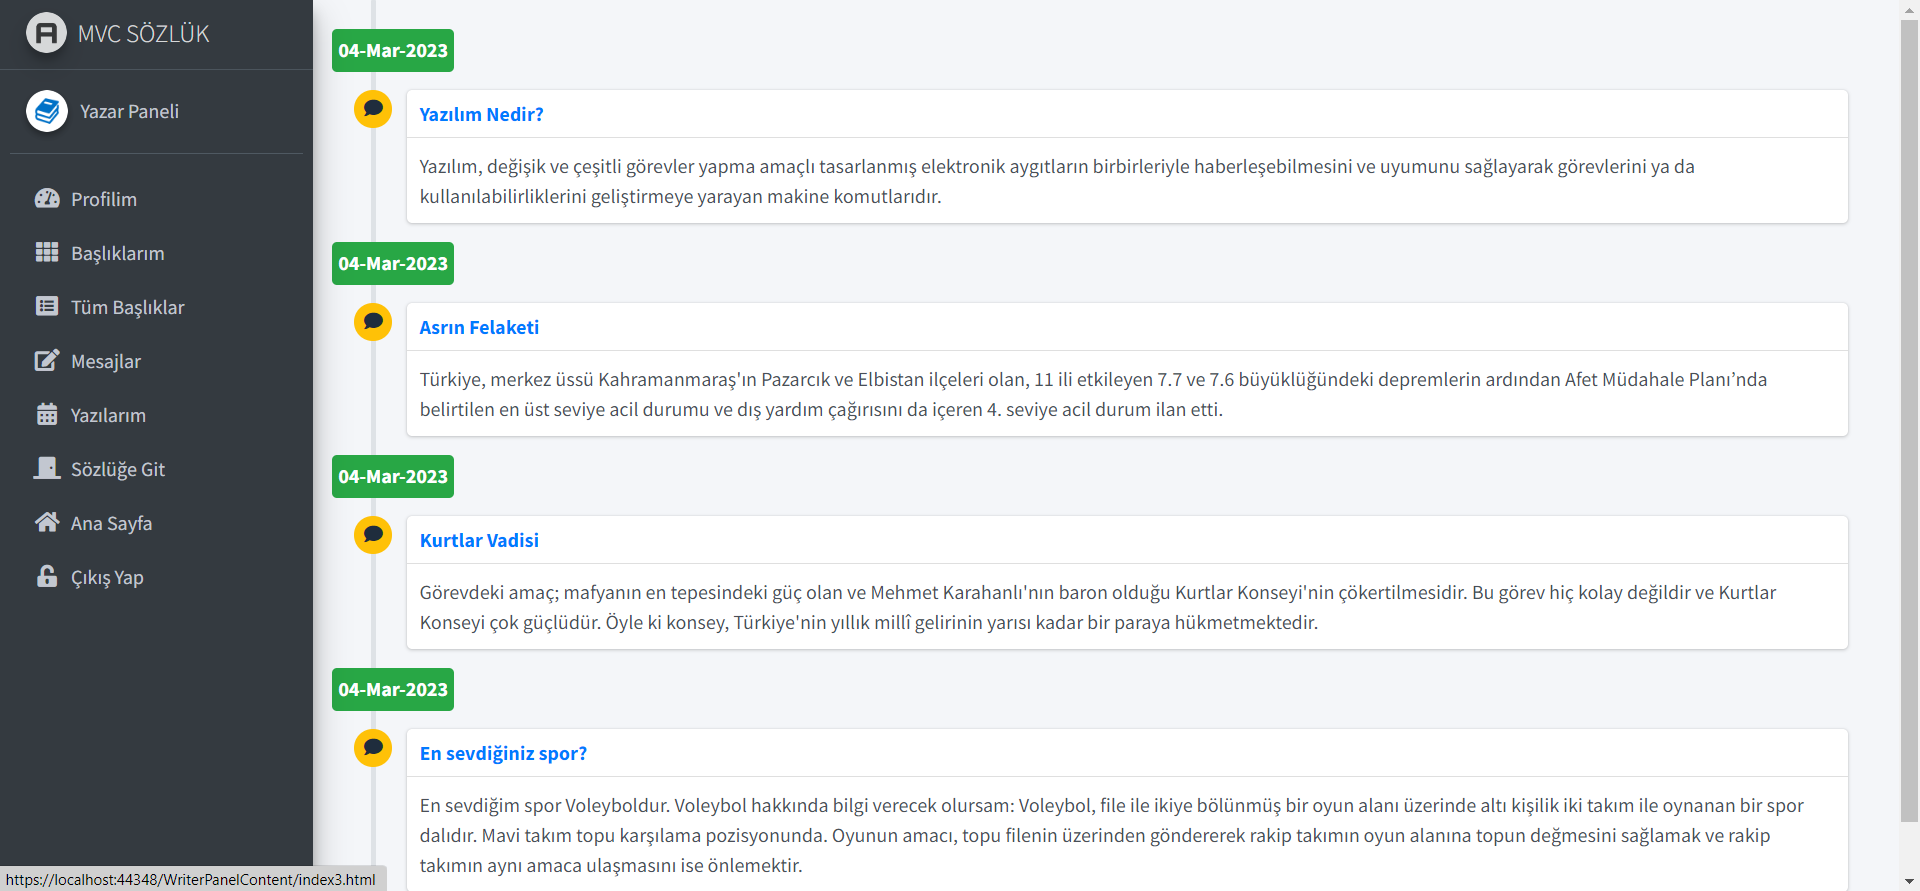 MVC SÖZLÜK
Yazar Paneli
Profilim
Başlıklarım
Tüm Başlıklar
Mesajlar
Yazılarım
Sözlüğe Git
Ana Sayfa
Çıkış Yap
04-Mar-2023
Yazılım Nedir?
Yazılım, değişik ve çeşitli görevler yapma amaçlı tasarlanmış elektronik aygıtların birbirleriyle haberleşebilmesini ve uyumunu sağlayarak görevlerini ya da
kullanılabilirliklerini geliştirmeye yarayan makine komutlarıdır.
04-Mar-2023
Asrın Felaketi
Türkiye, merkez üssü Kahramanmaraş'ın Pazarcık ve Elbistan ilçeleri olan, 11 ili etkileyen 7.7 ve 7.6 büyüklüğündeki depremlerin ardından Afet Müdahale Planı’nda
belirtilen en üst seviye acil durumu ve dış yardım çağırısını da içeren 4. seviye acil durum ilan etti.
04-Mar-2023
Kurtlar Vadisi
Görevdeki amaç; mafyanın en tepesindeki güç olan ve Mehmet Karahanlı'nın baron olduğu Kurtlar Konseyi'nin çökertilmesidir. Bu görev hiç kolay değildir ve Kurtlar
Konseyi çok güçlüdür. Öyle ki konsey, Türkiye'nin yıllık millî gelirinin yarısı kadar bir paraya hükmetmektedir.
04-Mar-2023
En sevdiğiniz spor?
En sevdiğim spor Voleyboldur. Voleybol hakkında bilgi verecek olursam: Voleybol, file ile ikiye bölünmüş bir oyun alanı üzerinde altı kişilik iki takım ile oynanan bir spor
dalıdır. Mavi takım topu karşılama pozisyonunda. Oyunun amacı, topu filenin üzerinden göndererek rakip takımın oyun alanına topun değmesini sağlamak ve rakip
takımın aynı amaca ulaşmasını ise önlemektir.
https://localhost:44348/WriterPanelContent/index3.html